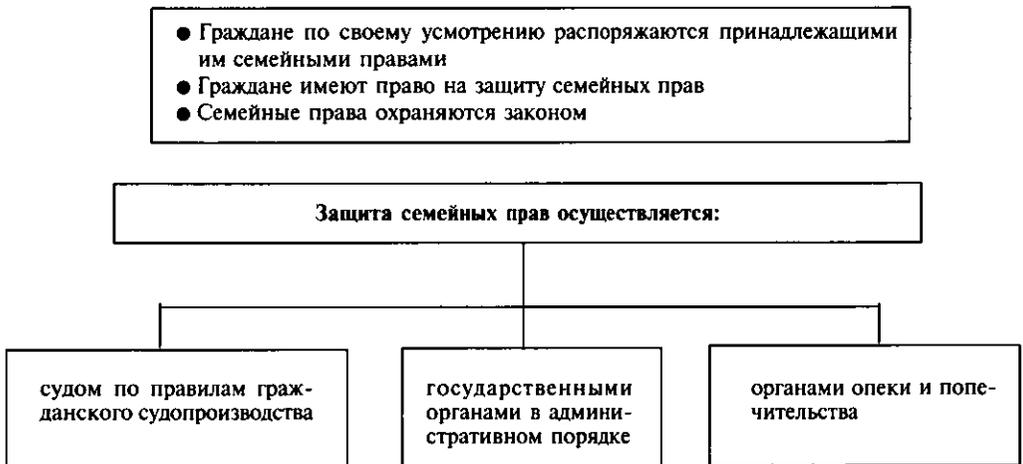 ● Граждане по своему усмотрению распоряжаются принадлежащими
им семейными правами
● Граждане имеют право на защиту семейных прав
● Семейные права охраняются законом
Защита семейных прав осуществляется:
судом по правилам граж-
данского судопроизводства
государственными
органами в админи-
стративном порядке
органами опеки и попе-
чительства